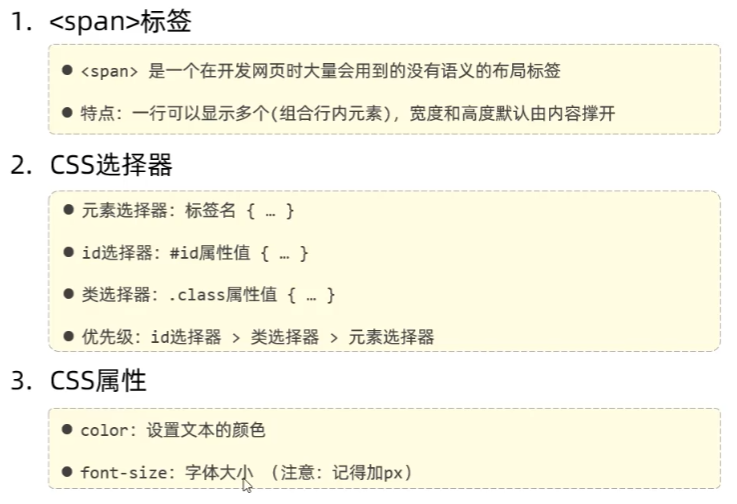 1. <span>标签
● <span> 是一个在开发网页时大量会用到的没有语义的布局标签
● 特点：一行可以显示多个(组合行内元素)，宽度和高度默认由内容撑开
2. CSS选择器
● 元素选择器：标签名 { … }
● id选择器：#id属性值 { … }
● 类选择器：.class属性值 { … }
● 优先级：id选择器 > 类选择器 > 元素选择器
3. CSS属性
● color：设置文本的颜色
● font-size：字体大小 （注意：记得加px）